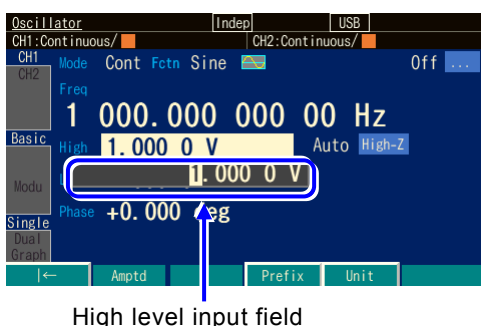 Oscillator Indep USB
CH1:Continuous/ CH2:Continuous/
CH1 Mode Cont Fctn Sine Off ...
CH2
Freq
1 000.000 000 00 Hz
Basic High 1.000 0 V Auto High-Z
1.000 0 V
Modu
Phase +0.000 deg
Single
Dual
Graph
|← Amptd Prefix Unit
High level input field